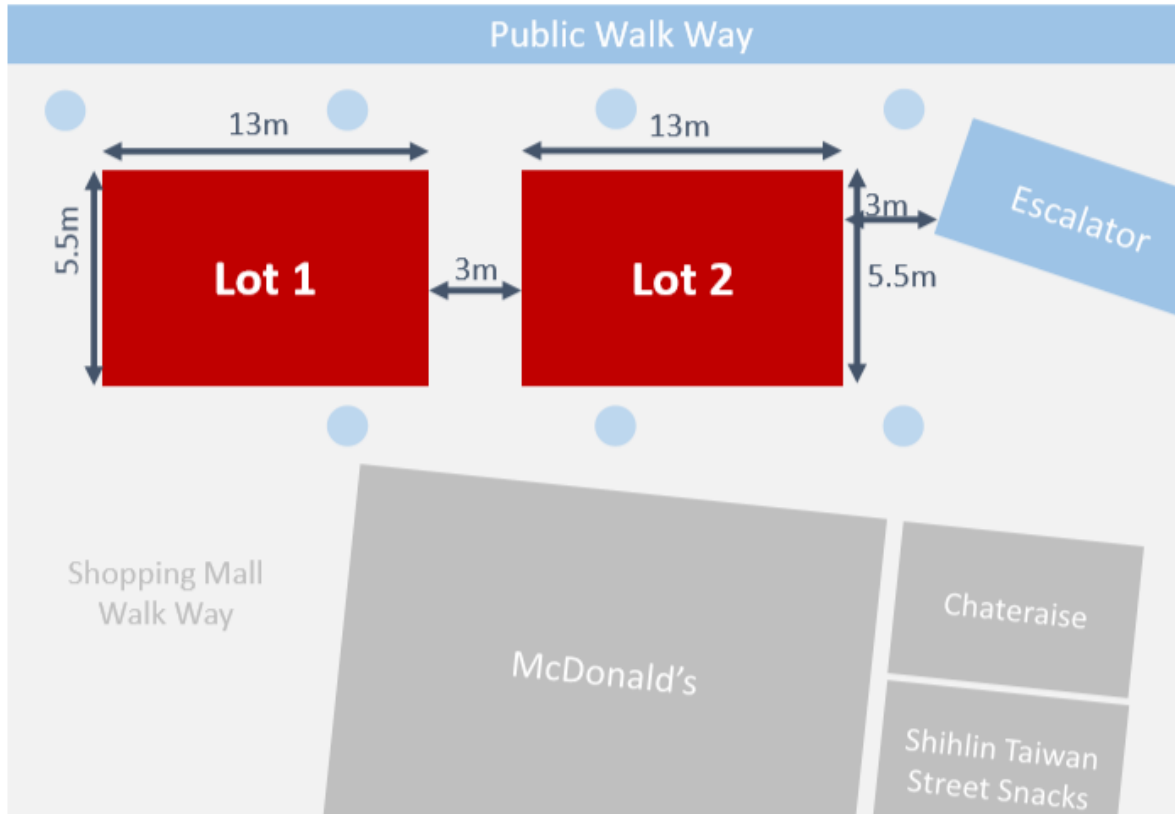 Public Walk Way
13m
13m
5.5m
Lot 1
3m
Lot 2
3m
5.5m
Escalator
Shopping Mall
Walk Way
McDonald's
Chateraise
Shihlin Taiwan
Street Snacks